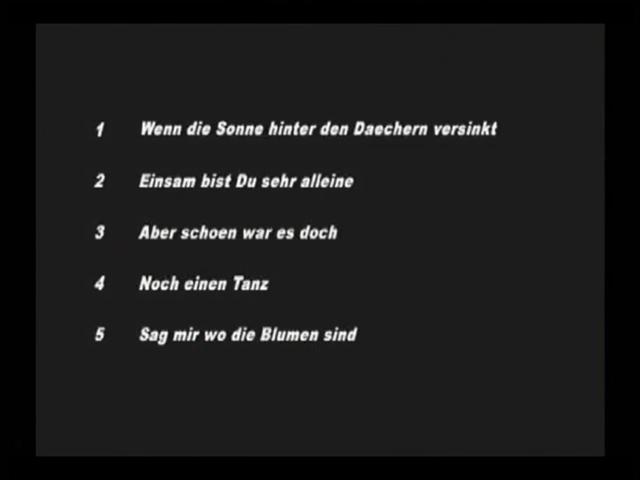 1 Wenn die Sonne hinter den Daechern versinkt
2 Einsam bist Du sehr alleine
3 Aber schoen war es doch
4 Noch einen Tanz
5 Sag mir wo die Blumen sind